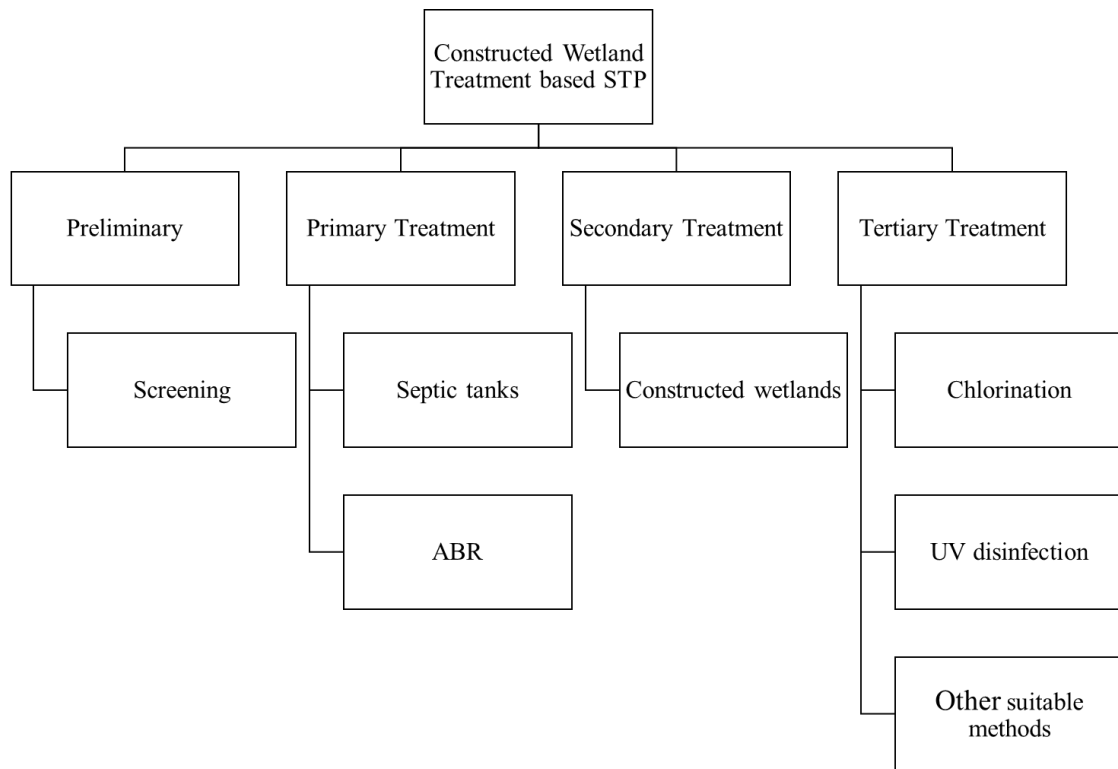 Constructed Wetland
Treatment based STP
Preliminary
Primary Treatment
Secondary Treatment
Tertiary Treatment
Screening
Septic tanks
Constructed wetlands
Chlorination
ABR
UV disinfection
Other suitable
methods